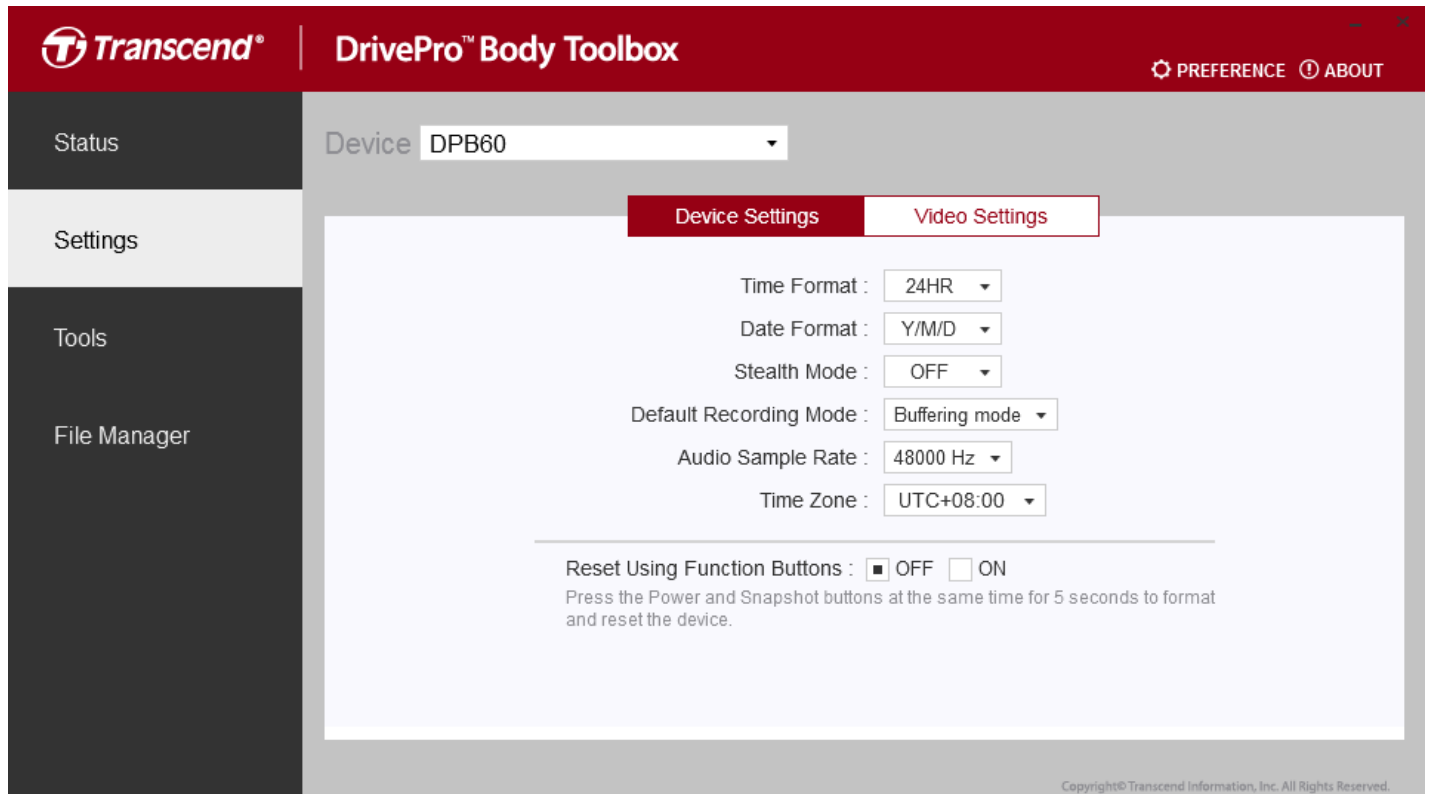 Transcend® DrivePro™ Body Toolbox
PREFERENCE ABOUT
Status
Settings
Tools
File Manager
Device DPB60
Device Settings Video Settings
Time Format : 24HR
Date Format : Y/M/D
Stealth Mode : OFF
Default Recording Mode : Buffering mode
Audio Sample Rate : 48000 Hz
Time Zone : UTC+08:00
Reset Using Function Buttons : OFF ON
Press the Power and Snapshot buttons at the same time for 5 seconds to format
and reset the device.
Copyright© Transcend Information, Inc. All Rights Reserved.